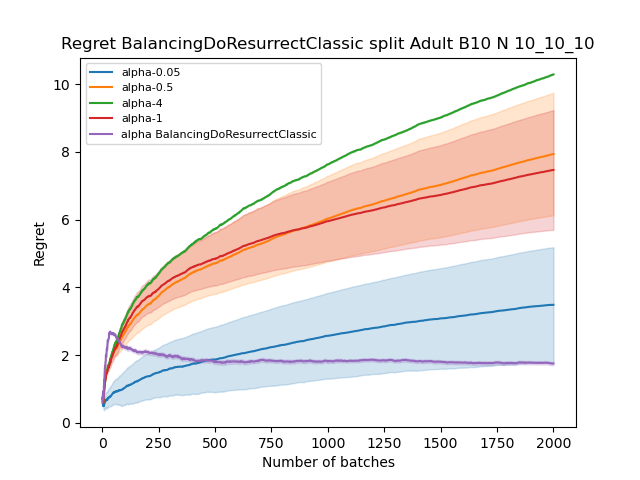 Regret BalancingDoResurrectClassic split Adult B10 N 10_10_10
alpha-0.05
alpha-0.5
alpha-4
alpha-1
alpha BalancingDoResurrectClassic
10
8
6
4
2
0
Regret
0 250 500 750 1000 1250 1500 1750 2000
Number of batches